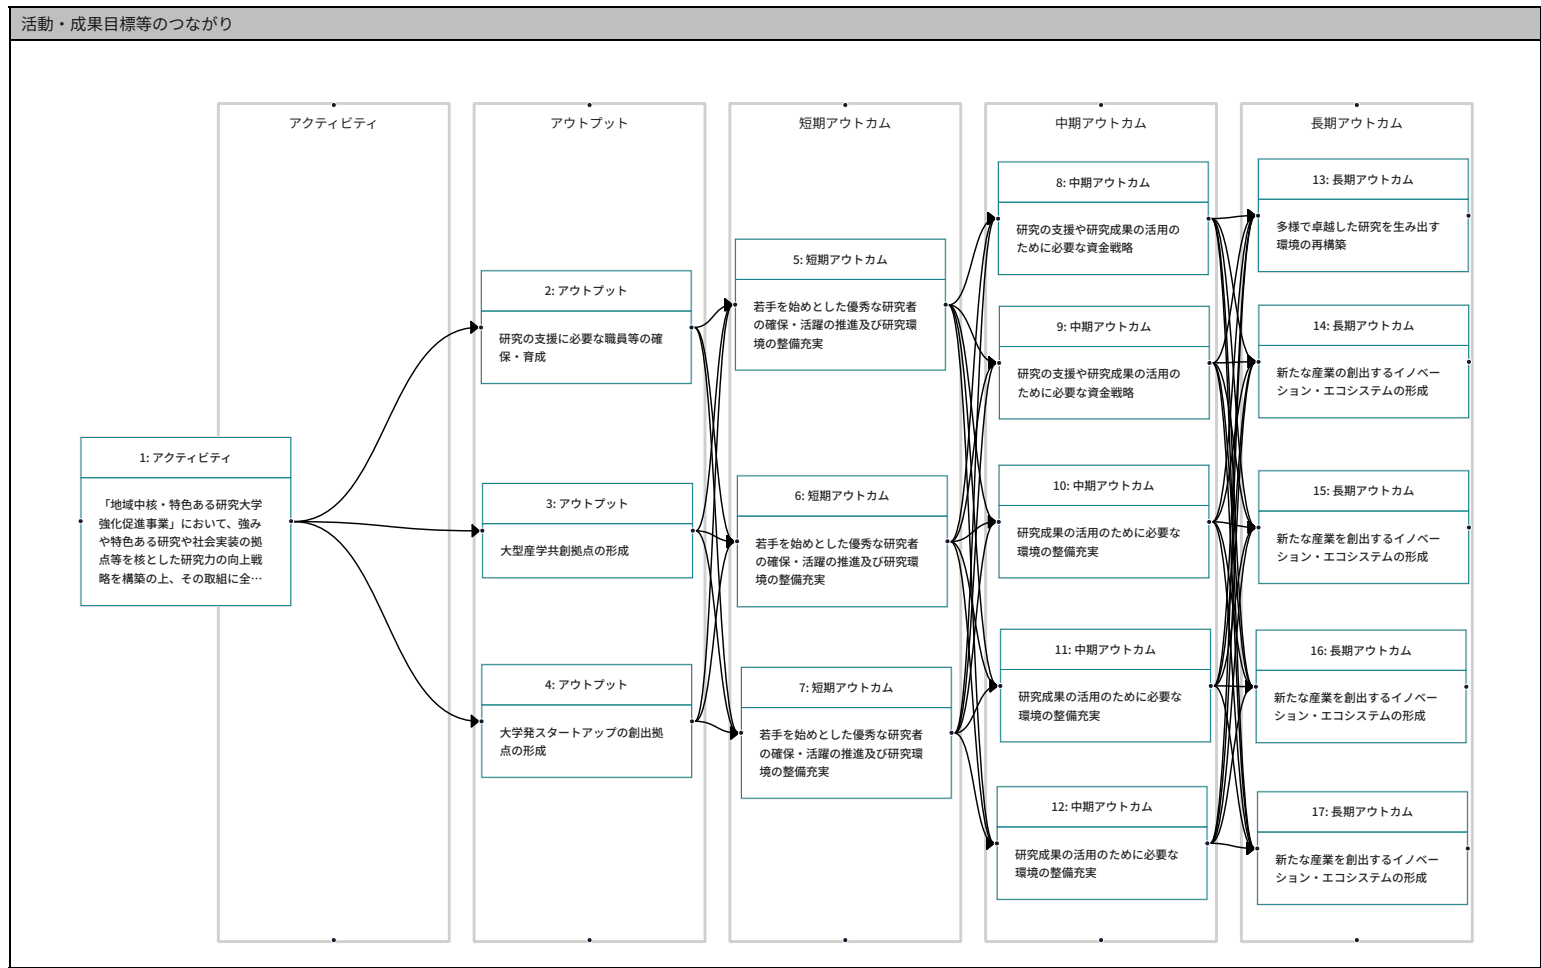 活動・成果目標等のつながり
アクティビティ
アウトプット
短期アウトカム
中期アウトカム
長期アウトカム
1: アクティビティ
「地域中核・特色ある研究大学
強化促進事業」において、強み
や特色ある研究や社会実装の拠
点等を核とした研究力の向上戦
略を構築の上、その取組に全…
2: アウトプット
研究の支援に必要な職員等の確
保・育成
3: アウトプット
大型産学共創拠点の形成
4: アウトプット
大学発スタートアップの創出拠
点の形成
5: 短期アウトカム
若手を始めとした優秀な研究者
の確保・活躍の推進及び研究環
境の整備充実
6: 短期アウトカム
若手を始めとした優秀な研究者
の確保・活躍の推進及び研究環
境の整備充実
7: 短期アウトカム
若手を始めとした優秀な研究者
の確保・活躍の推進及び研究環
境の整備充実
8: 中期アウトカム
研究の支援や研究成果の活用の
ために必要な資金戦略
9: 中期アウトカム
研究の支援や研究成果の活用の
ために必要な資金戦略
10: 中期アウトカム
研究成果の活用のために必要な
環境の整備充実
11: 中期アウトカム
研究成果の活用のために必要な
環境の整備充実
12: 中期アウトカム
研究成果の活用のために必要な
環境の整備充実
13: 長期アウトカム
多様で卓越した研究を生み出す
環境の再構築
14: 長期アウトカム
新たな産業の創出するイノベー
ション・エコシステムの形成
15: 長期アウトカム
新たな産業を創出するイノベー
ション・エコシステムの形成
16: 長期アウトカム
新たな産業を創出するイノベー
ション・エコシステムの形成
17: 長期アウトカム
新たな産業を創出するイノベー
ション・エコシステムの形成